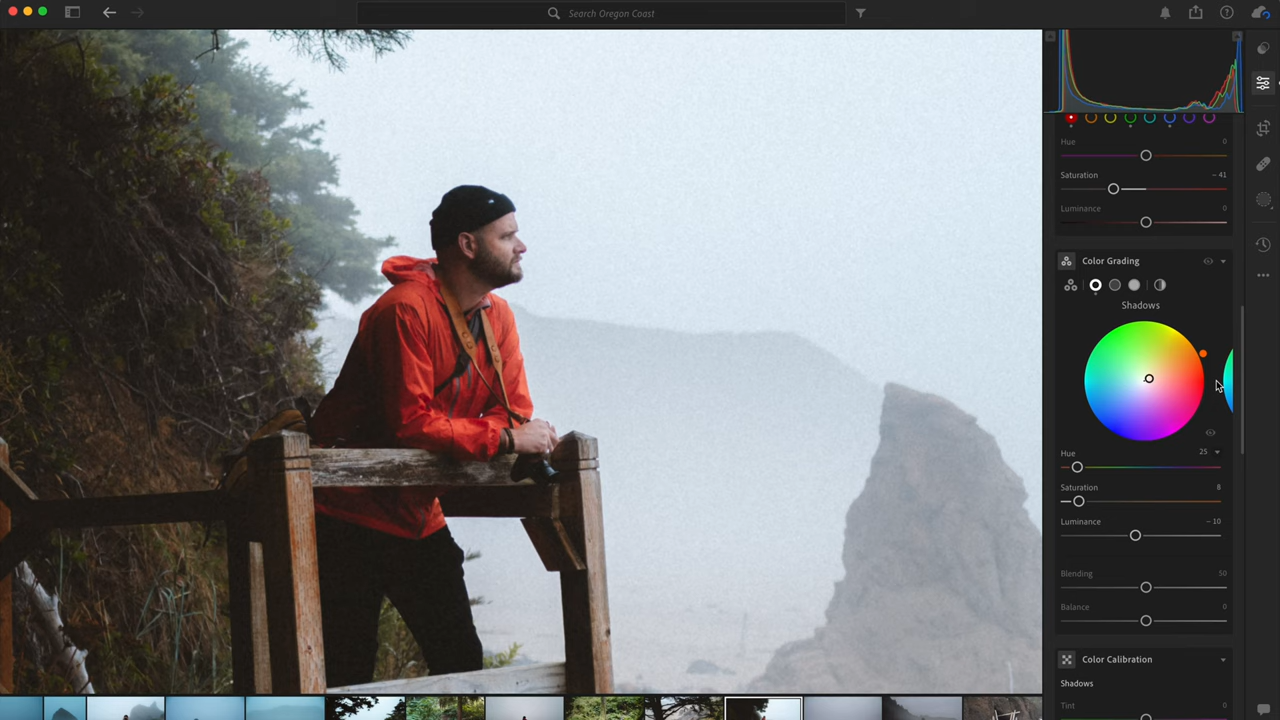 Search Oregon Coast
Hue 0
Saturation - 41
Luminance 0
Color Grading
Shadows
Hue 25
Saturation 8
Luminance - 10
Blending 50
Balance 0
Color Calibration
Shadows
Tint